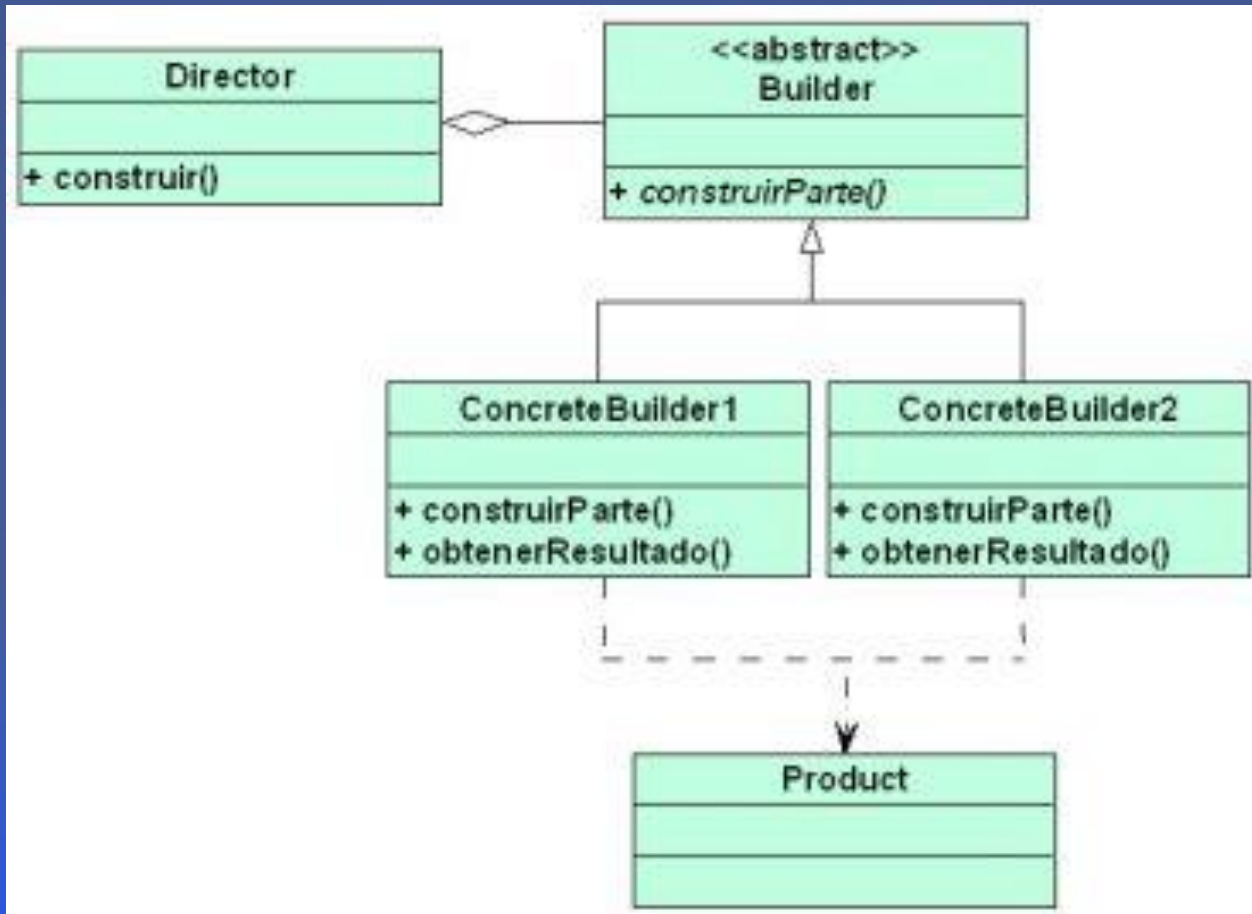 Director
+ construir()
<<abstract>>
Builder
+ construirParte()
ConcreteBuilder1
+ construirParte()
+ obtenerResultado()
ConcreteBuilder2
+ construirParte()
+ obtenerResultado()
Product